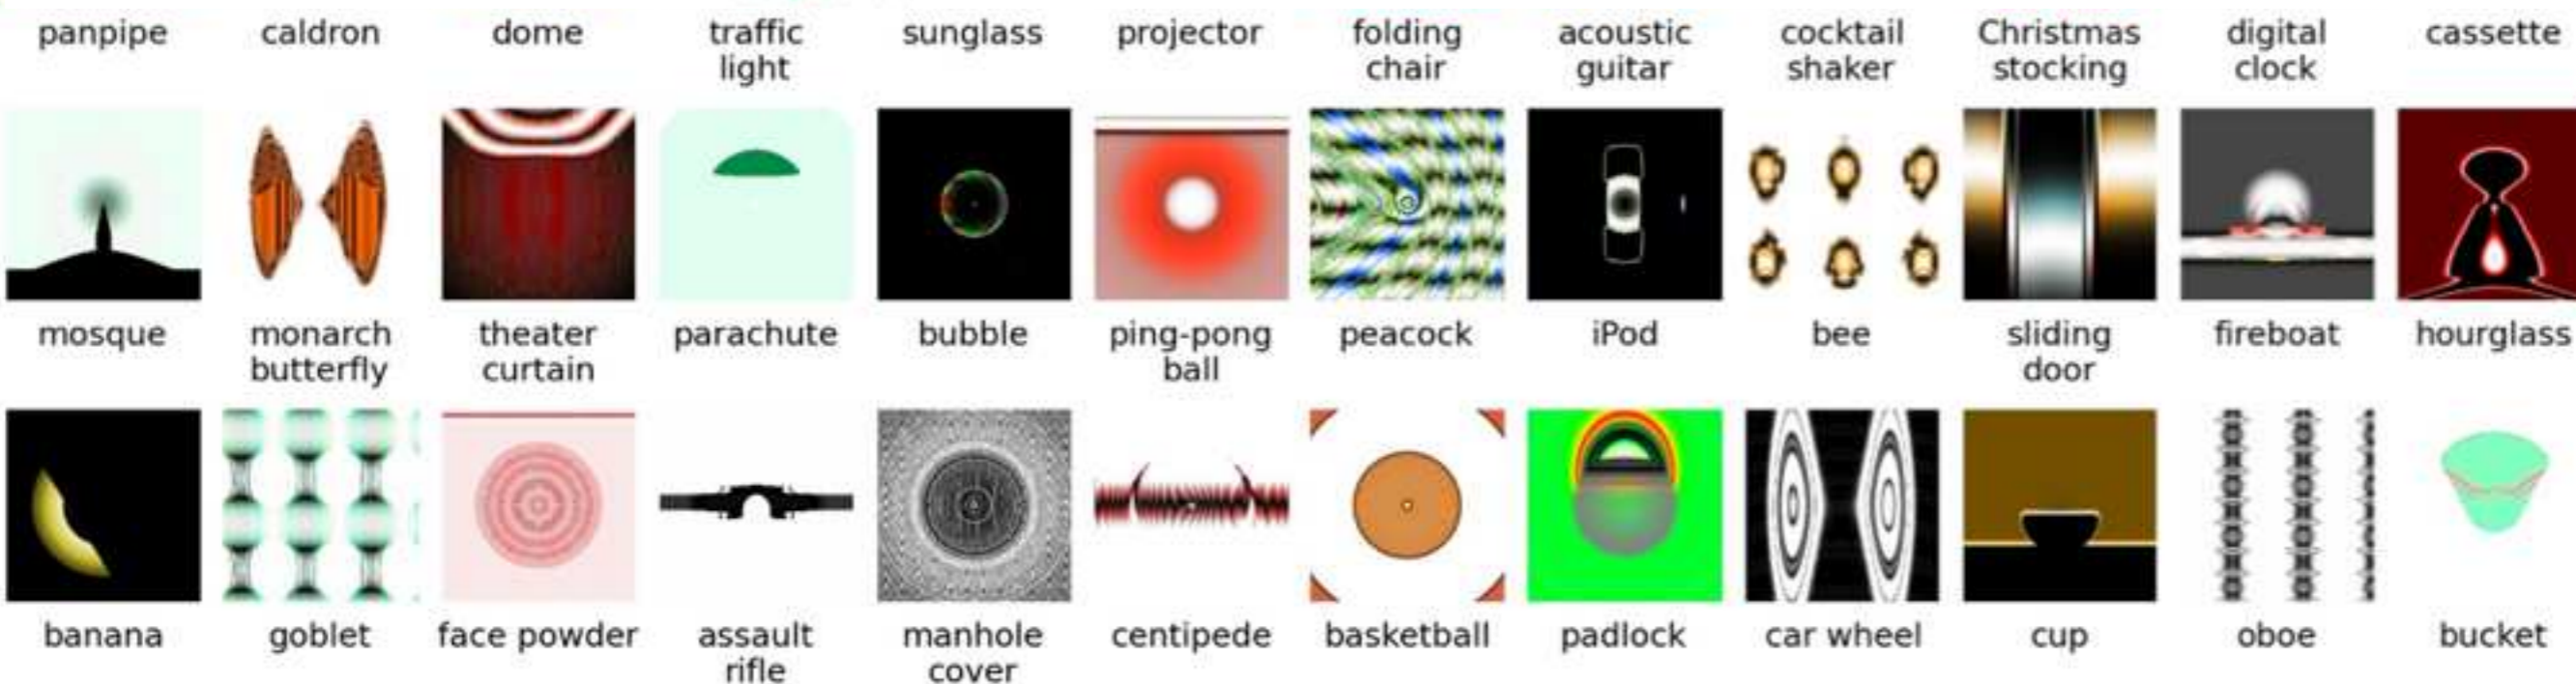 panpipe caldron dome traffic sunglass projector folding acoustic cocktail Christmas digital cassette
light chair guitar shaker stocking clock
mosque monarch theater parachute bubble ping-pong peacock iPod bee sliding fireboat hourglass
butterfly curtain ball door
banana goblet face powder assault manhole centipede basketball padlock car wheel cup oboe bucket
rifle cover